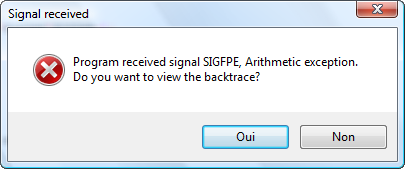 Signal received
Program received signal SIGFPE, Arithmetic exception.
Do you want to view the backtrace?
Oui
Non